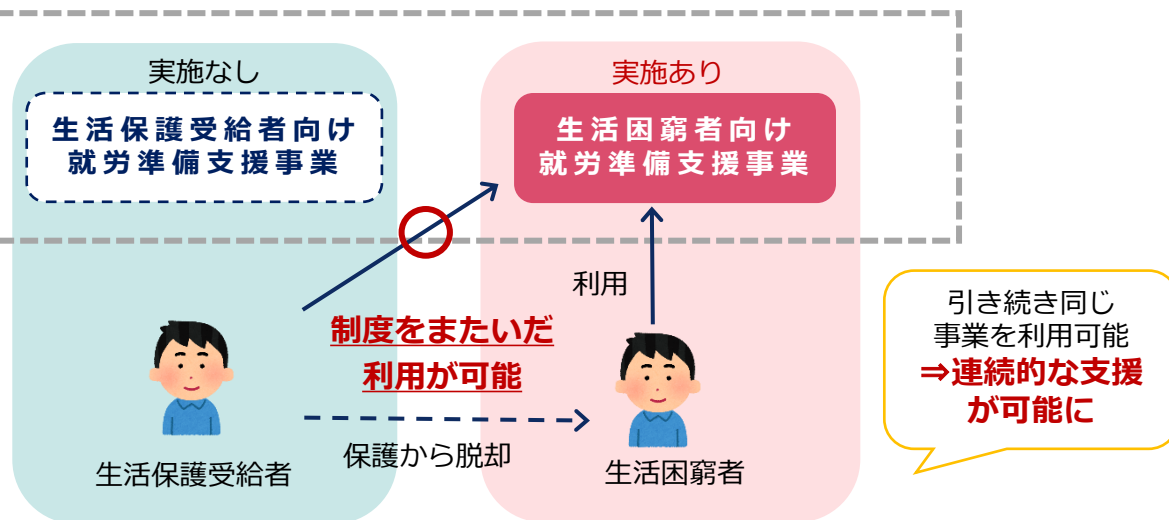 実施なし
生活保護受給者向け
就労準備支援事業
実施あり
生活困窮者向け
就労準備支援事業
利用
制度をまたいだ
利用が可能
保護から脱却
生活保護受給者
生活困窮者
引き続き同じ
事業を利用可能
⇒連続的な支援
が可能に